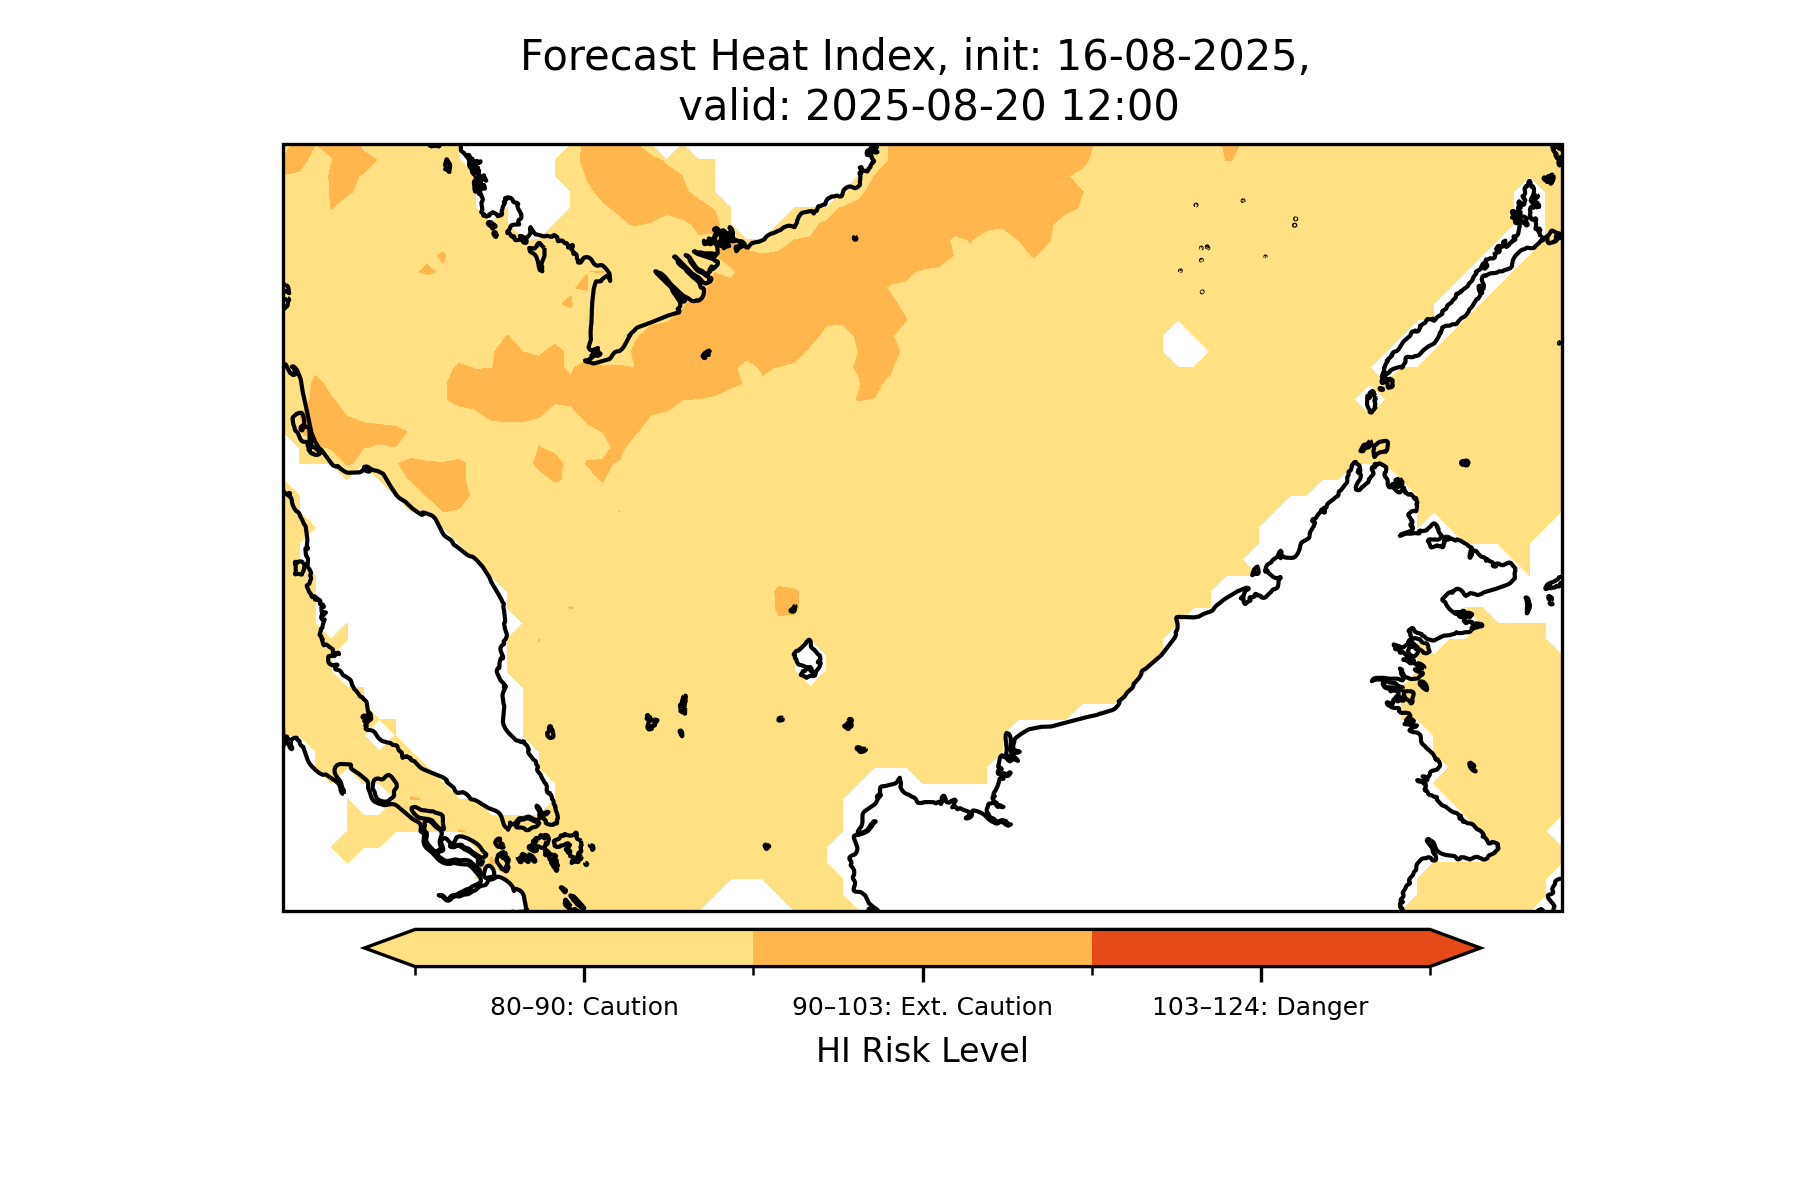 Forecast Heat Index, init: 16-08-2025,
valid: 2025-08-20 12:00
80–90: Caution
90–103: Ext. Caution
103–124: Danger
HI Risk Level